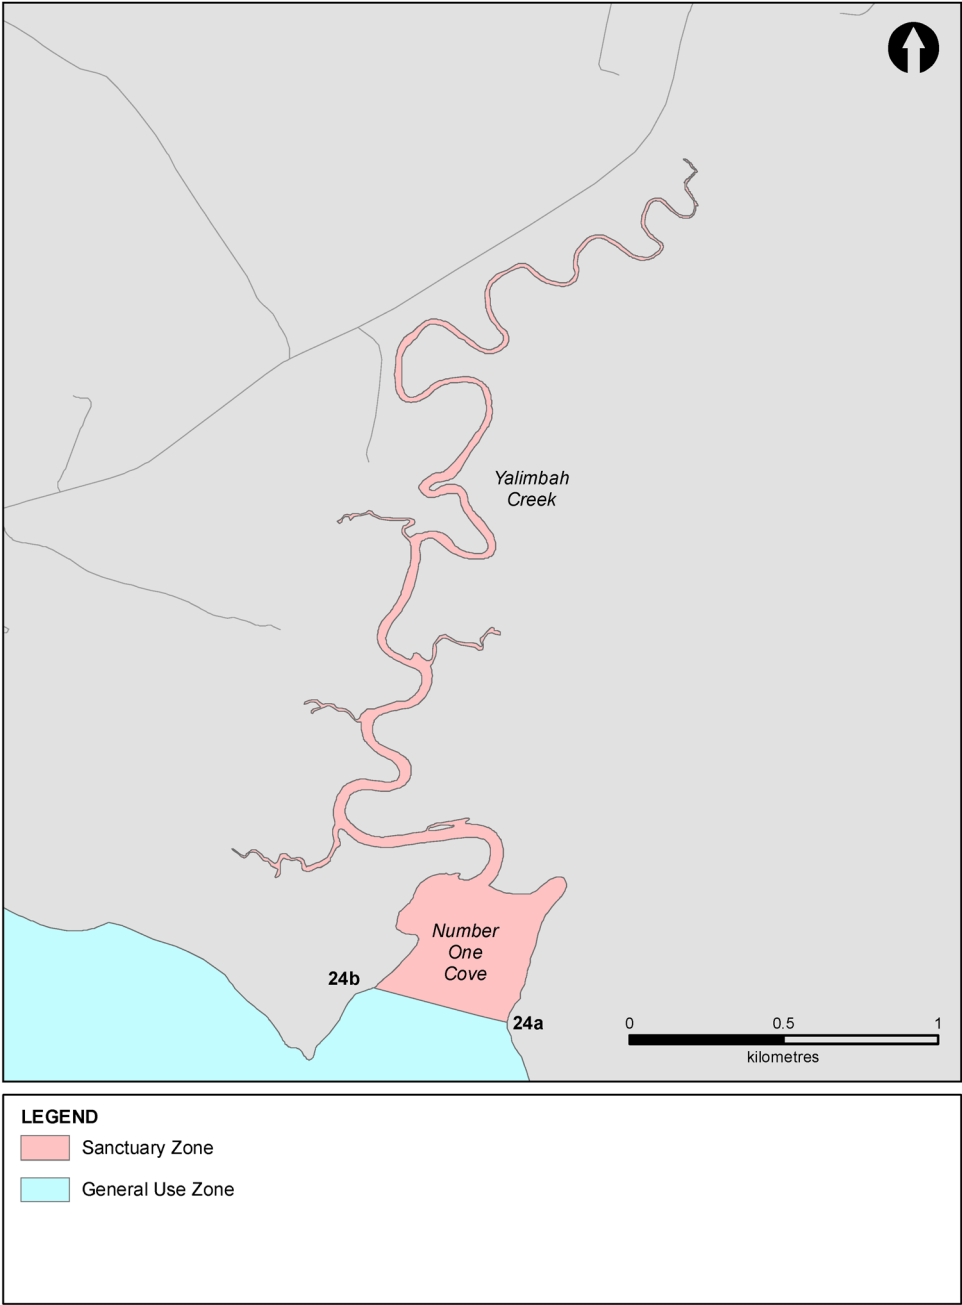 Yalimbah
Creek
Number
One
Cove
24b
24a
0 0.5 1
kilometres
LEGEND
Sanctuary Zone
General Use Zone